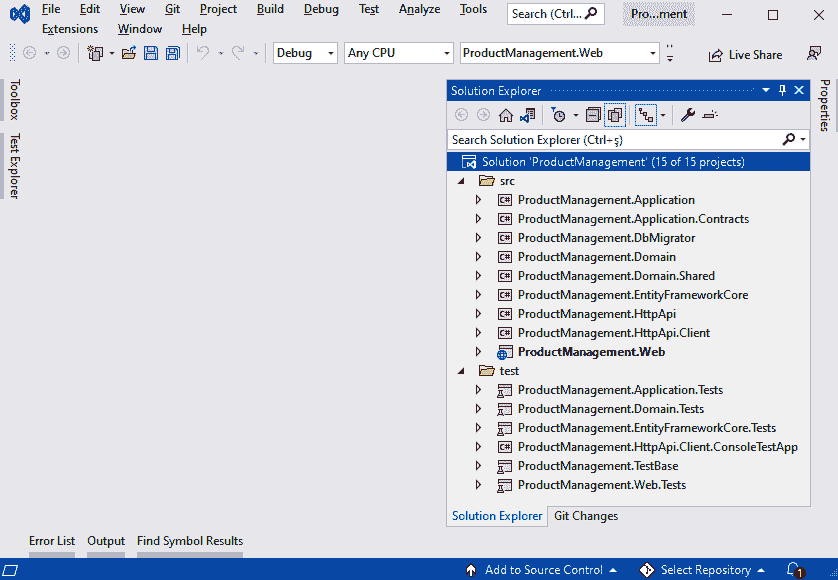 File Edit View Git Project Build Debug Test Analyze Tools Search (Ctrl... Pro...ment
Extensions Window Help
Debug Any CPU ProductManagement.Web Live Share
Toolbox
Test Explorer
Solution Explorer
Search Solution Explorer (Ctrl+ş)
Solution 'ProductManagement' (15 of 15 projects)
src
C# ProductManagement.Application
C# ProductManagement.Application.Contracts
C# ProductManagement.DbMigrator
C# ProductManagement.Domain
C# ProductManagement.Domain.Shared
C# ProductManagement.EntityFrameworkCore
C# ProductManagement.HttpApi
C# ProductManagement.HttpApi.Client
ProductManagement.Web
test
ProductManagement.Application.Tests
ProductManagement.Domain.Tests
ProductManagement.EntityFrameworkCore.Tests
C# ProductManagement.HttpApi.Client.ConsoleTestApp
ProductManagement.TestBase
ProductManagement.Web.Tests
Solution Explorer Git Changes
Properties
Error List Output Find Symbol Results
Add to Source Control Select Repository 1